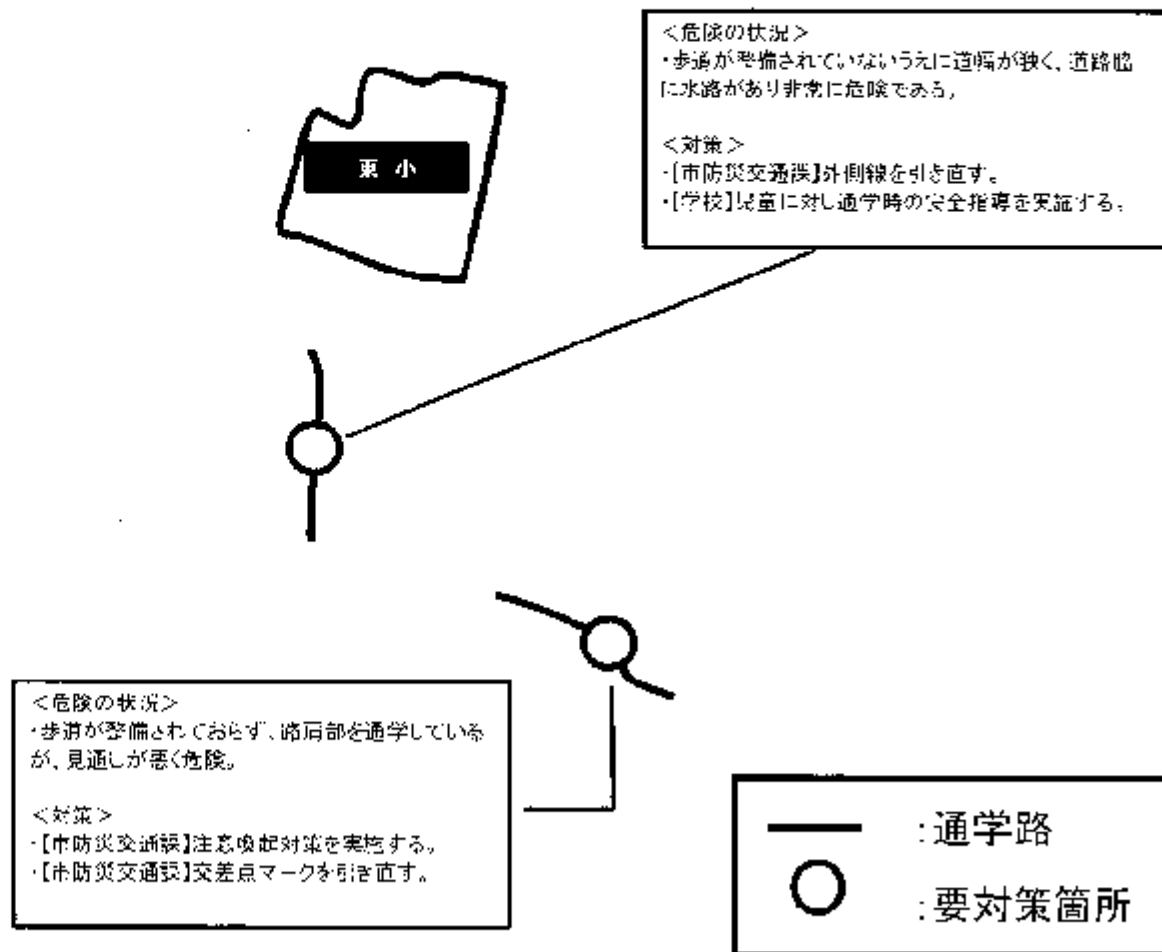 ＜危険の状況＞
・歩道が整備されていないうえに道幅が狭く、道路脇
に水路があり非常に危険である。
＜対策＞
・【市防災交通課】外側線を引き直す。
・【学校】児童に対し通学時の安全指導を実施する。
東 小
＜危険の状況＞
・歩道が整備されておらず、路肩部を通学している
が、見通しが悪く危険。
＜対策＞
・【市防災交通課】注意喚起対策を実施する。
・【市防災交通課】交差点マークを引き直す。
：通学路
：要対策箇所